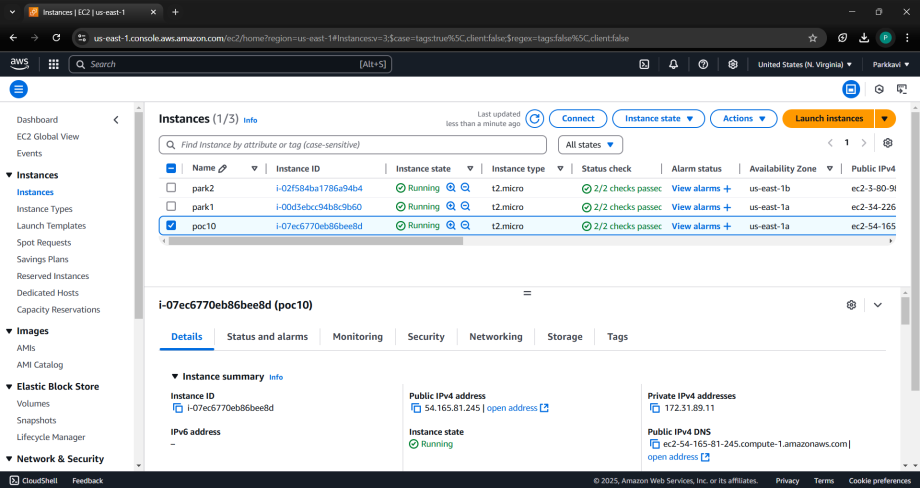 Instances | EC2 | us-east-1
us-east-1.console.aws.amazon.com/ec2/home?region=us-east-1#Instances:v=3;$case=tags:true%5C,client:false;$regex=tags:false%5C,client:false
P
aws Search [Alt+S] United States (N. Virginia) Parkkavi
Dashboard
EC2 Global View
Events
Instances
Instances
Instance Types
Launch Templates
Spot Requests
Savings Plans
Reserved Instances
Dedicated Hosts
Capacity Reservations
Images
AMIs
AMI Catalog
Elastic Block Store
Volumes
Snapshots
Lifecycle Manager
Network & Security
Instances (1/3) Info
Last updated
less than a minute ago
Connect Instance state Actions Launch instances
Find Instance by attribute or tag (case-sensitive) All states 1
Name Instance ID Instance state Instance type Status check Alarm status Availability Zone Public IPv4
park2 i-02f584ba1786a94b4 Running t2.micro 2/2 checks passec View alarms + us-east-1b ec2-3-80-98
park1 i-00d3ebcc94b8c9b60 Running t2.micro 2/2 checks passec View alarms + us-east-1a ec2-34-226
poc10 i-07ec6770eb86bee8d Running t2.micro 2/2 checks passec View alarms + us-east-1a ec2-54-165
i-07ec6770eb86bee8d (poc10)
Details Status and alarms Monitoring Security Networking Storage Tags
Instance summary Info
Instance ID
i-07ec6770eb86bee8d
IPv6 address
–
Public IPv4 address
54.165.81.245 | open address
Instance state
Running
Private IPv4 addresses
172.31.89.11
Public IPv4 DNS
ec2-54-165-81-245.compute-1.amazonaws.com |
open address
CloudShell Feedback © 2025, Amazon Web Services, Inc. or its affiliates. Privacy Terms Cookie preferences